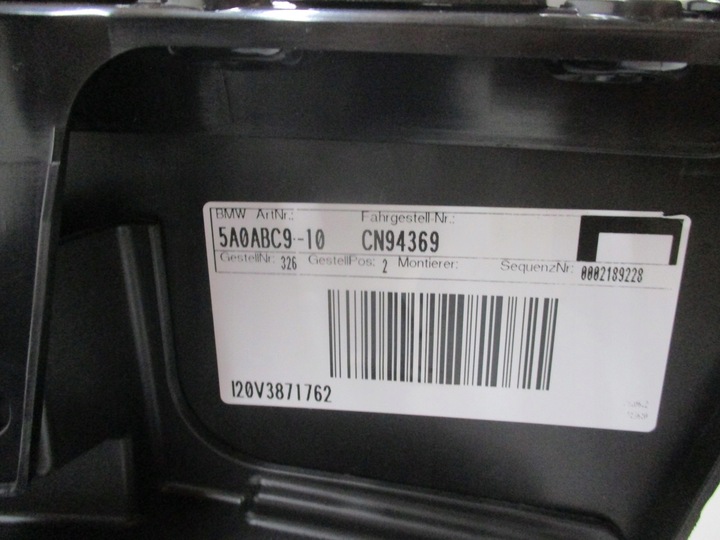 BMW ArtNr.: Fahrgestell-Nr.:
5A0ABC9--10 CN94369
GestellNr: 326 GestellPos: 2 Montierer: SequenzNr: 0002189228
I20V3871762